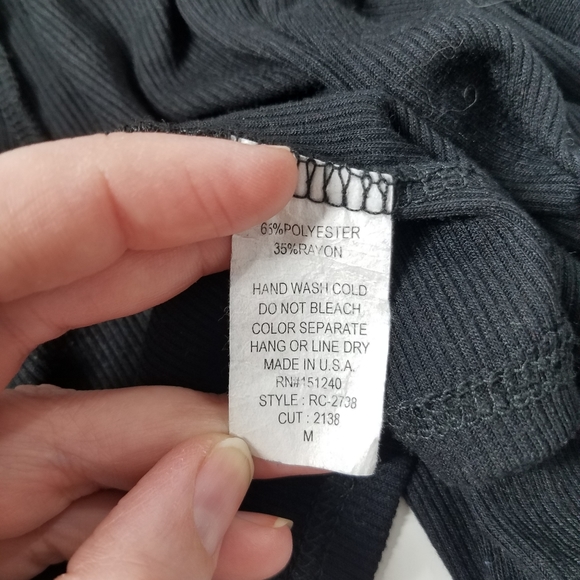 65%POLYESTER
35%RAYON
HAND WASH COLD
DO NOT BLEACH
COLOR SEPARATE
HANG OR LINE DRY
MADE IN U.S.A.
RN#151240
STYLE : RC-2738
CUT : 2138
M